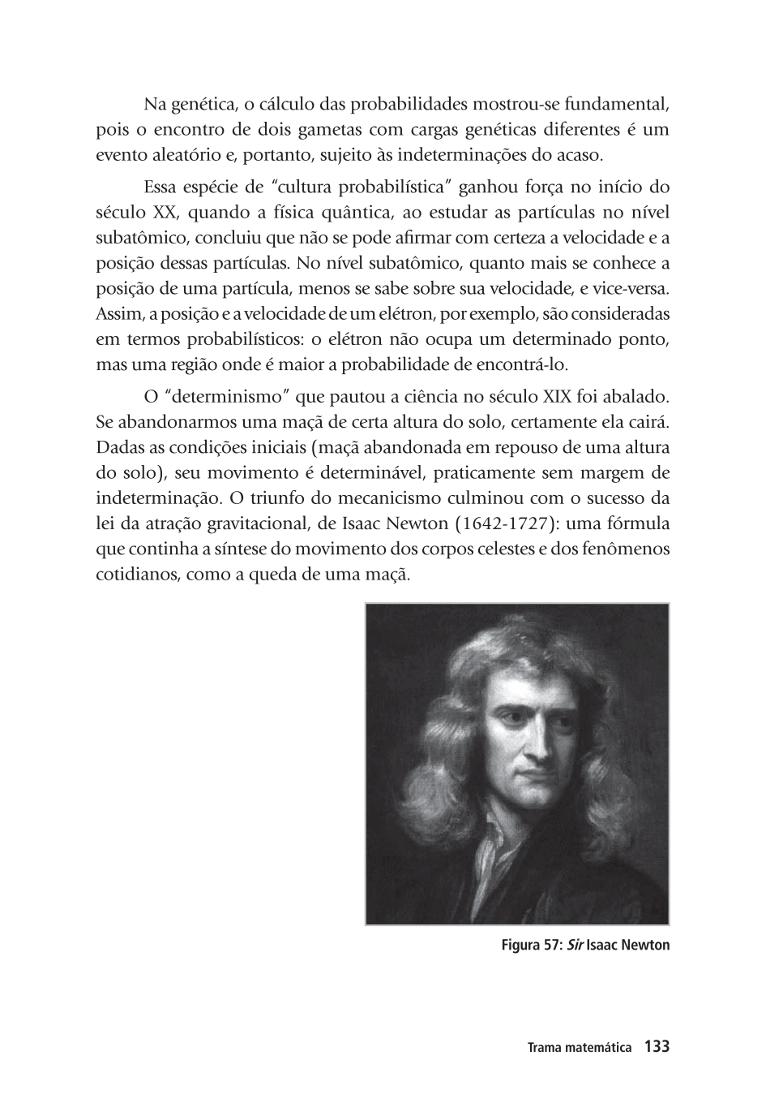 Na genética, o cálculo das probabilidades mostrou-se fundamental,
pois o encontro de dois gametas com cargas genéticas diferentes é um
evento aleatório e, portanto, sujeito às indeterminações do acaso.
Essa espécie de “cultura probabilística” ganhou força no início do
século XX, quando a física quântica, ao estudar as partículas no nível
subatômico, concluiu que não se pode afirmar com certeza a velocidade e a
posição dessas partículas. No nível subatômico, quanto mais se conhece a
posição de uma partícula, menos se sabe sobre sua velocidade, e vice-versa.
Assim, a posição e a velocidade de um elétron, por exemplo, são consideradas
em termos probabilísticos: o elétron não ocupa um determinado ponto,
mas uma região onde é maior a probabilidade de encontrá-lo.
O “determinismo” que pautou a ciência no século XIX foi abalado.
Se abandonarmos uma maçã de certa altura do solo, certamente ela cairá.
Dadas as condições iniciais (maçã abandonada em repouso de uma altura
do solo), seu movimento é determinável, praticamente sem margem de
indeterminação. O triunfo do mecanicismo culminou com o sucesso da
lei da atração gravitacional, de Isaac Newton (1642-1727): uma fórmula
que continha a síntese do movimento dos corpos celestes e dos fenômenos
cotidianos, como a queda de uma maçã.
Figura 57: Sir Isaac Newton
Trama matemática 133